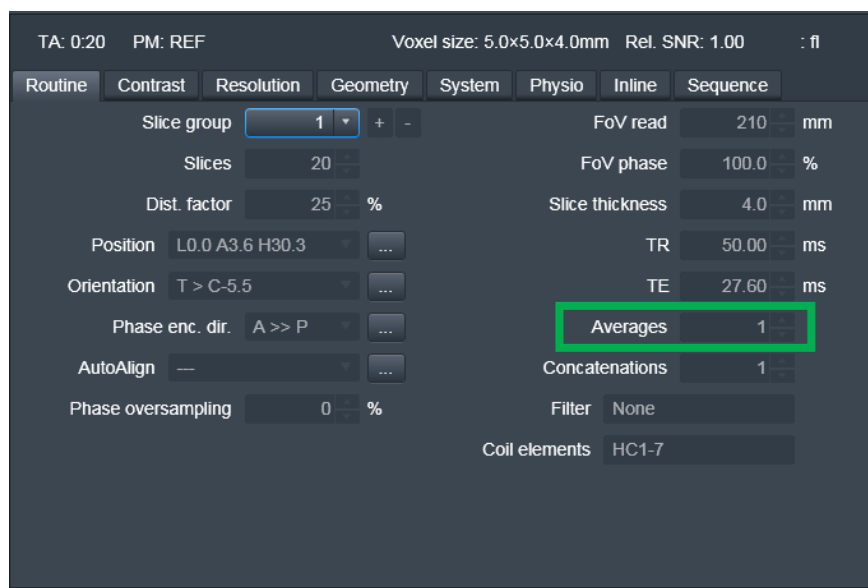 TA: 0:20 PM: REF Voxel size: 5.0×5.0×4.0mm Rel. SNR: 1.00 : fl
Routine Contrast Resolution Geometry System Physio Inline Sequence
Slice group 1 + - FoV read 210 mm
Slices 20 FoV phase 100.0 %
Dist. factor 25 % Slice thickness 4.0 mm
Position L0.0 A3.6 H30.3 ... TR 50.00 ms
Orientation T > C-5.5 ... TE 27.60 ms
Phase enc. dir. A >> P ... Averages 1
AutoAlign --- ... Concatenations 1
Phase oversampling 0 % Filter None
Coil elements HC1-7